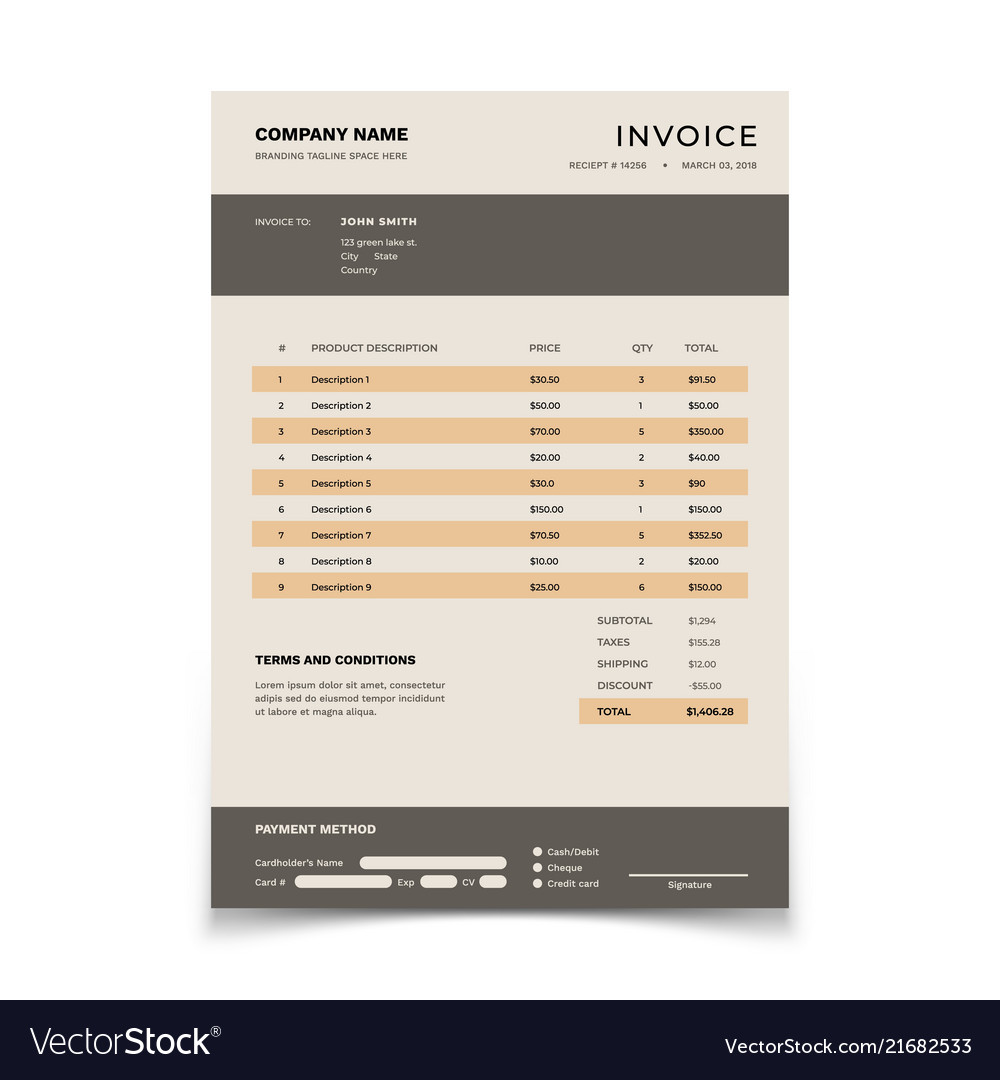 COMPANY NAME
INVOICE
BRANDING TAGLINE SPACE HERE
RECIEPT # 14256 • MARCH 03, 2018
INVOICE TO: JOHN SMITH
123 green lake st.
City State
Country
# PRODUCT DESCRIPTION PRICE QTY TOTAL
1 Description 1 $30.50 3 $91.50
2 Description 2 $50.00 1 $50.00
3 Description 3 $70.00 5 $350.00
4 Description 4 $20.00 2 $40.00
5 Description 5 $30.0 3 $90
6 Description 6 $150.00 1 $150.00
7 Description 7 $70.50 5 $352.50
8 Description 8 $10.00 2 $20.00
9 Description 9 $25.00 6 $150.00
SUBTOTAL $1,294
TAXES $155.28
SHIPPING $12.00
DISCOUNT -$55.00
TOTAL $1,406.28
TERMS AND CONDITIONS
Lorem ipsum dolor sit amet, consectetur
adipis sed do eiusmod tempor incididunt
ut labore et magna aliqua.
PAYMENT METHOD
Cardholder's Name
Card # Exp CV
Cash/Debit
Cheque
Credit card
Signature
VectorStock®
VectorStock.com/21682533